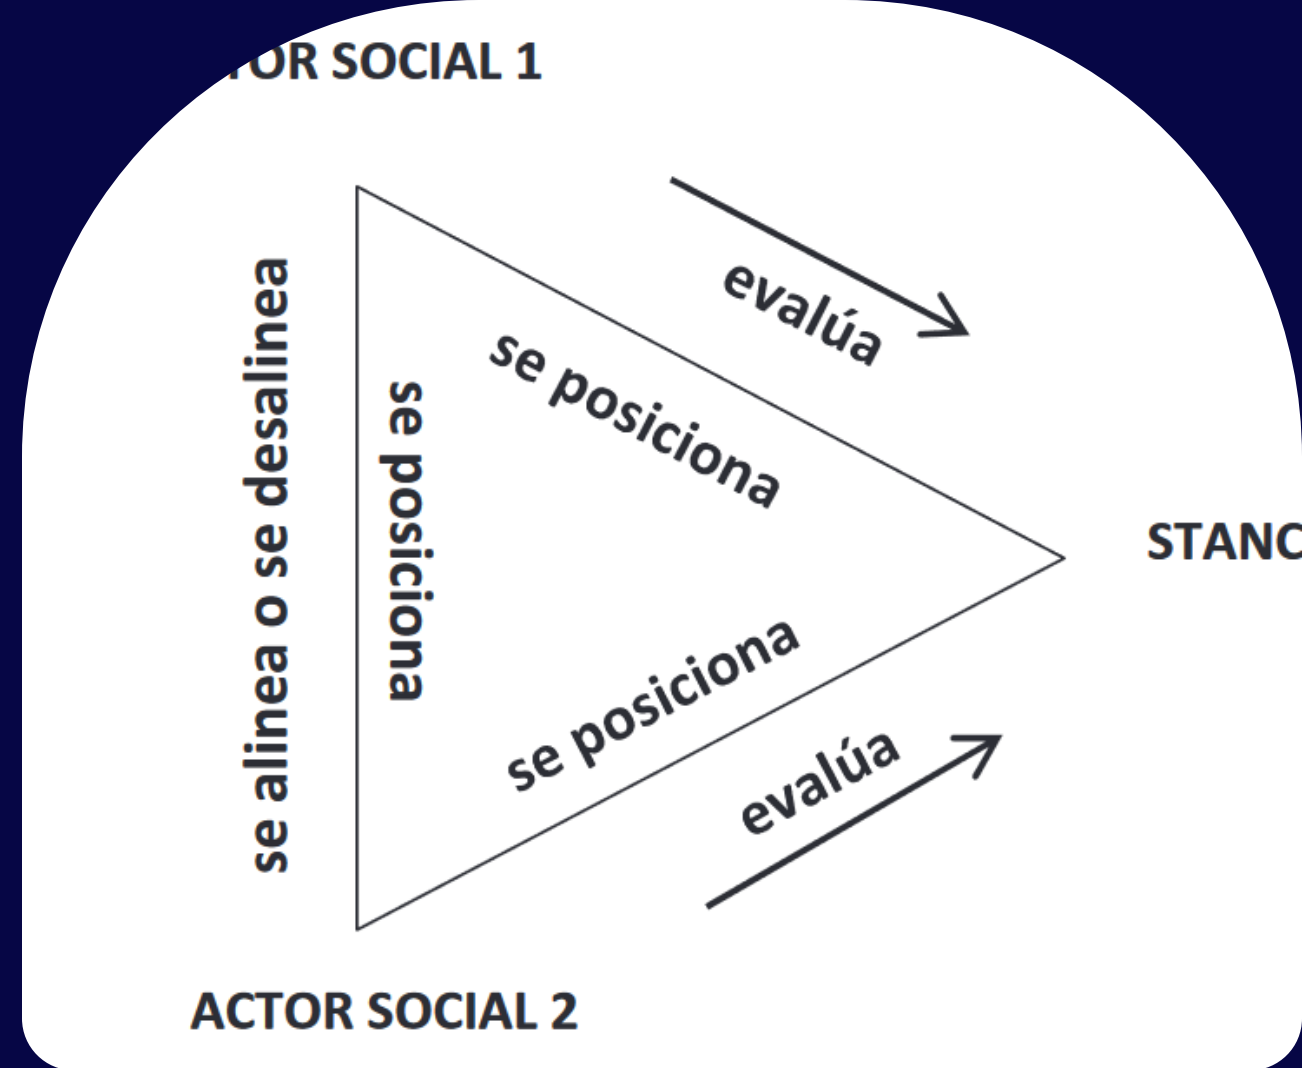 TOR SOCIAL 1
evalúa
se posiciona
se alinea o se desalinea
se posiciona
STANC
se posiciona
evalúa
ACTOR SOCIAL 2